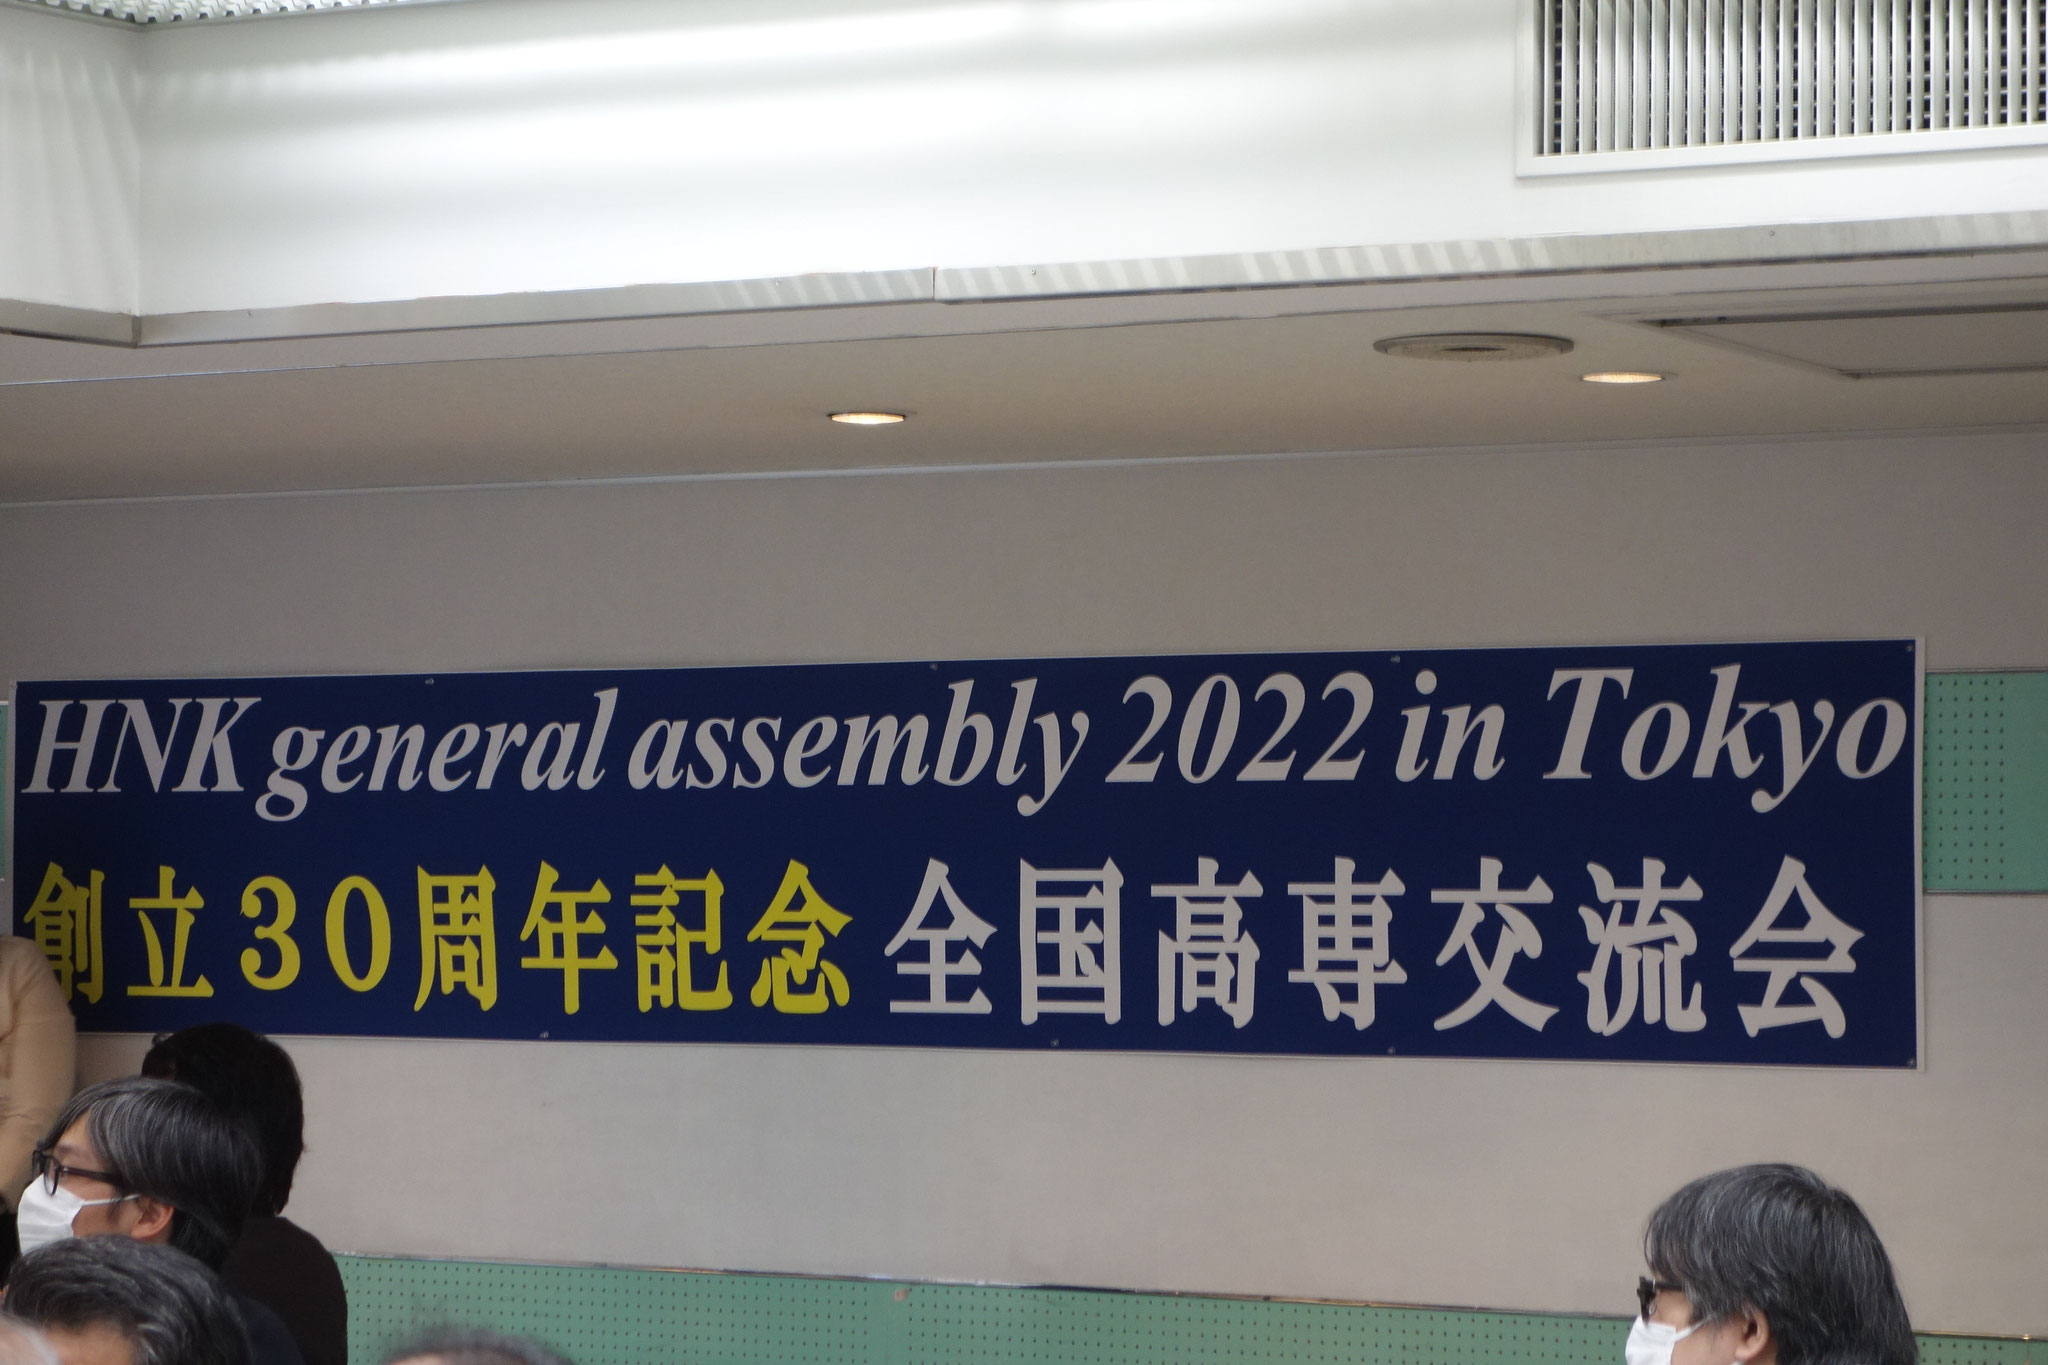 HNK general assembly 2022 in Tokyo
創立30周年記念 全国高専交流会